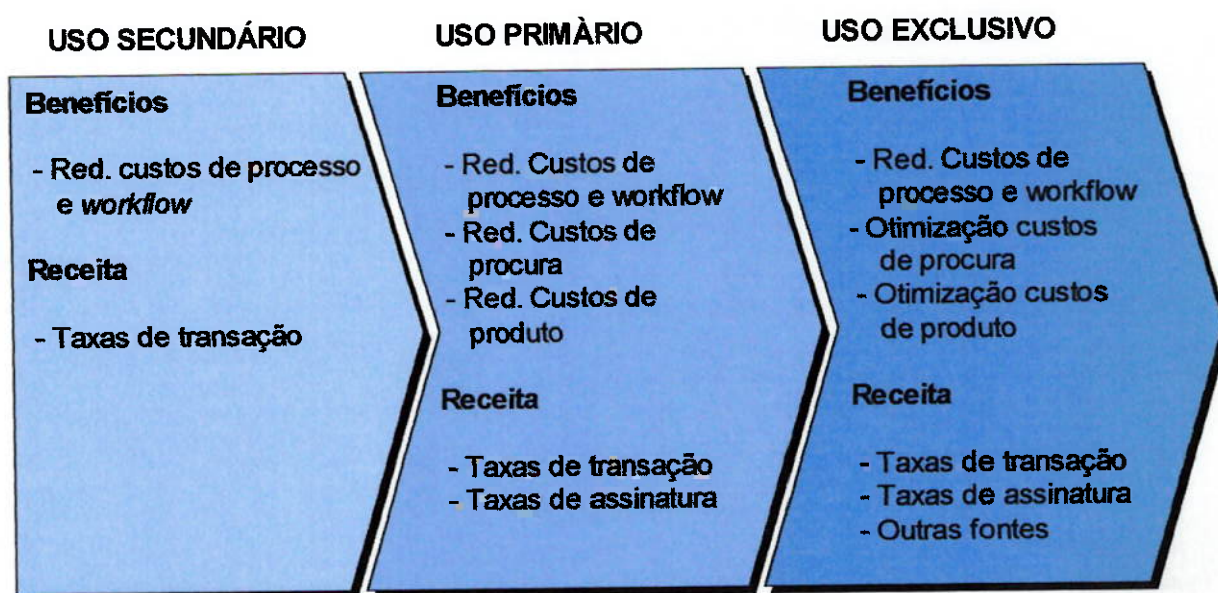 USO SECUNDÁRIO
Benefícios
- Red. custos de processo
e workflow
Receita
- Taxas de transação
USO PRIMÀRIO
Benefícios
- Red. Custos de
processo e workflow
- Red. Custos de
procura
- Red. Custos de
produto
Receita
- Taxas de transação
- Taxas de assinatura
USO EXCLUSIVO
Benefícios
- Red. Custos de
processo e workflow
- Otimização custos
de procura
- Otimização custos
de produto
Receita
- Taxas de transação
- Taxas de assinatura
- Outras fontes